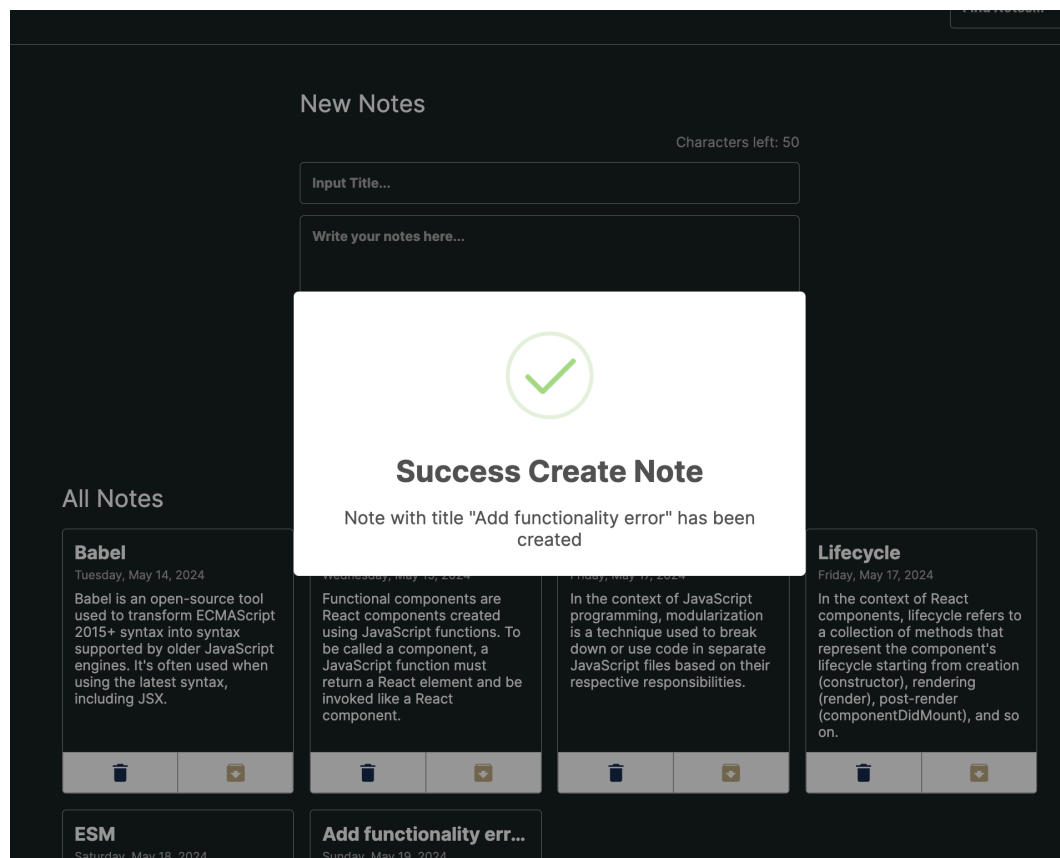 New Notes
Characters left: 50
Input Title...
Write your notes here...
Success Create Note
Note with title "Add functionality error" has been
created
All Notes
Babel
Tuesday, May 14, 2024
Babel is an open-source tool
used to transform ECMAScript
2015+ syntax into syntax
supported by older JavaScript
engines. It's often used when
using the latest syntax,
including JSX.
Functional components are
React components created
using JavaScript functions. To
be called a component, a
JavaScript function must
return a React element and be
invoked like a React
component.
In the context of JavaScript
programming, modularization
is a technique used to break
down or use code in separate
JavaScript files based on their
respective responsibilities.
Lifecycle
Friday, May 17, 2024
In the context of React
components, lifecycle refers to
a collection of methods that
represent the component's
lifecycle starting from creation
(constructor), rendering
(render), post-render
(componentDidMount), and so
on.
ESM
Saturday, May 18, 2024
Add functionality err...
Sunday, May 19, 2024